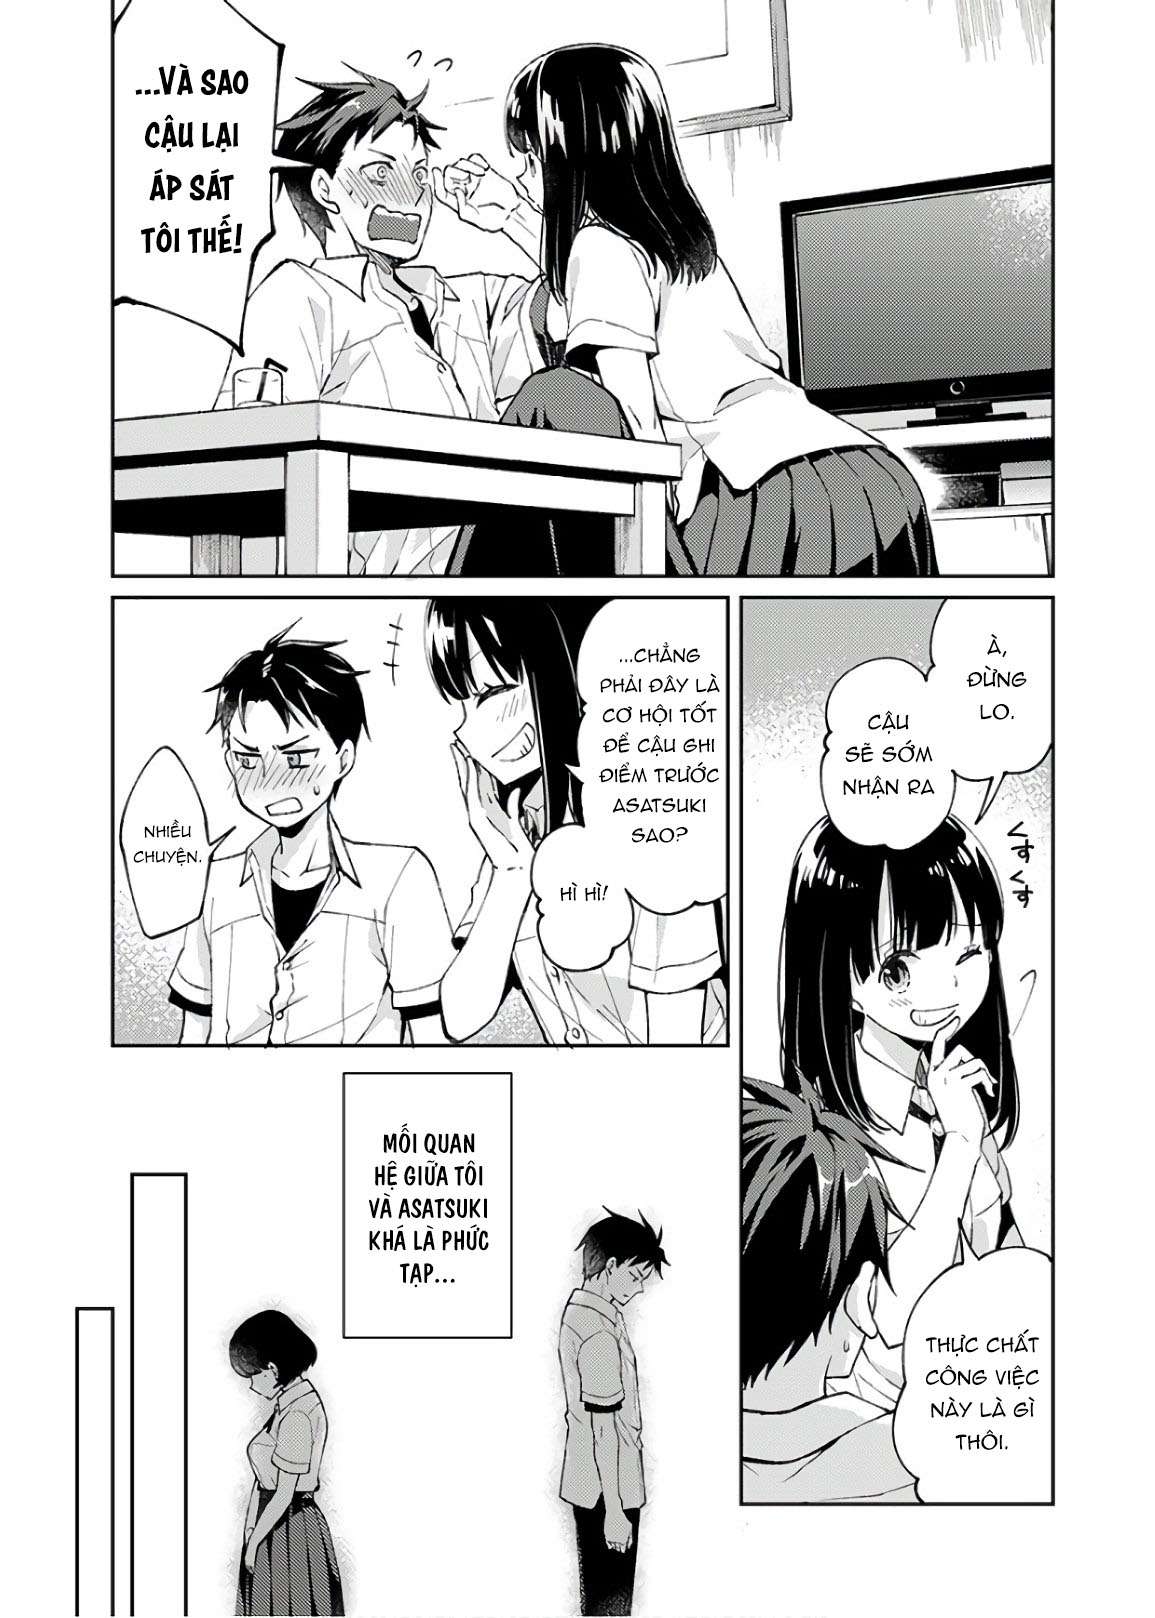 ...VÀ SAO
CẬU LẠI
ÁP SÁT
TÔI THẾ!
À,
ĐỪNG
LO.
CẬU
SẼ SỚM
NHẬN RA
くすくす
THỰC CHẤT
CÔNG VIỆC
NÀY LÀ GÌ
THÔI.
...CHẲNG
PHẢI ĐÂY LÀ
CƠ HỘI TỐT
ĐỂ CẬU GHI
ĐIỂM TRƯỚC
ASATSUKI
SAO?
HÌ HÌ!
NHIỀU
CHUYỆN.
MỐI QUAN
HỆ GIỮA TÔI
VÀ ASATSUKI
KHÁ LÀ PHỨC
TẠP...